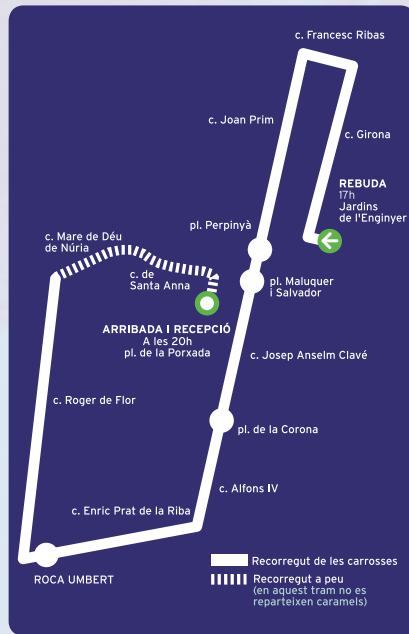 c. Francesc Ribas
c. Joan Prim
c. Girona
REBUDA
17h
Jardins
de l'Enginyer
pl. Perpinyà
c. Mare de Déu
de Núria
c. de
Santa Anna
pl. Maluquer
i Salvador
ARRIBADA I RECEPCIÓ
A les 20h
pl. de la Porxada
c. Josep Anselm Clavé
c. Roger de Flor
pl. de la Corona
c. Alfons IV
c. Enric Prat de la Riba
ROCA UMBERT
Recorregut de les carrosses
Recorregut a peu
(en aquest tram no es
reparteixen caramels)